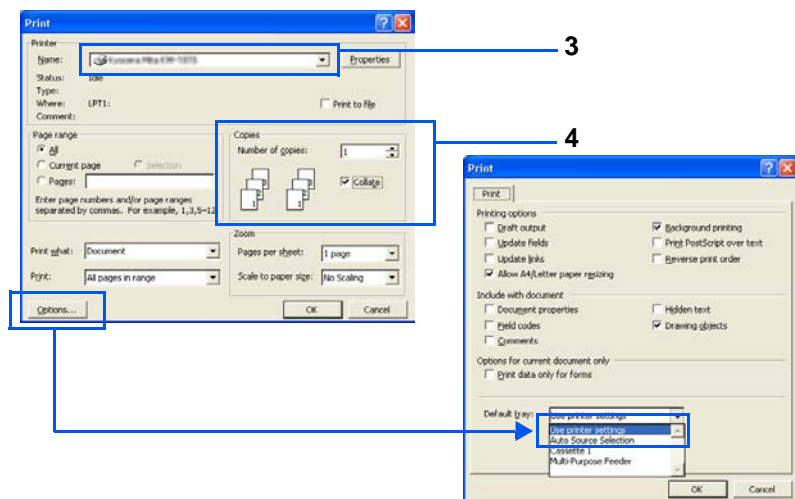 Print
Printer
Name:
Properties
Status: Idle
Type:
Where: LPT1:
Print to file
Comment:
Page range
All
Current page
Selection
Pages:
Enter page numbers and/or page ranges
separated by commas. For example, 1,3,5-12
Copies
Number of copies: 1
Collate
Print what: Document
Print: All pages in range
Zoom
Pages per sheet: 1 page
Scale to paper size: No Scaling
Options...
OK
Cancel
3
4
Print
Print
Printing options
Draft output
Background printing
Update fields
Print PostScript over text
Update links
Reverse print order
Allow A4/Letter paper resizing
Include with document
Document properties
Hidden text
Field codes
Drawing objects
Comments
Options for current document only
Print data only for forms
Default tray: Use printer settings
Use printer settings
Auto Source Selection
Cassette 1
Multi-Purpose Feeder
OK
Cancel